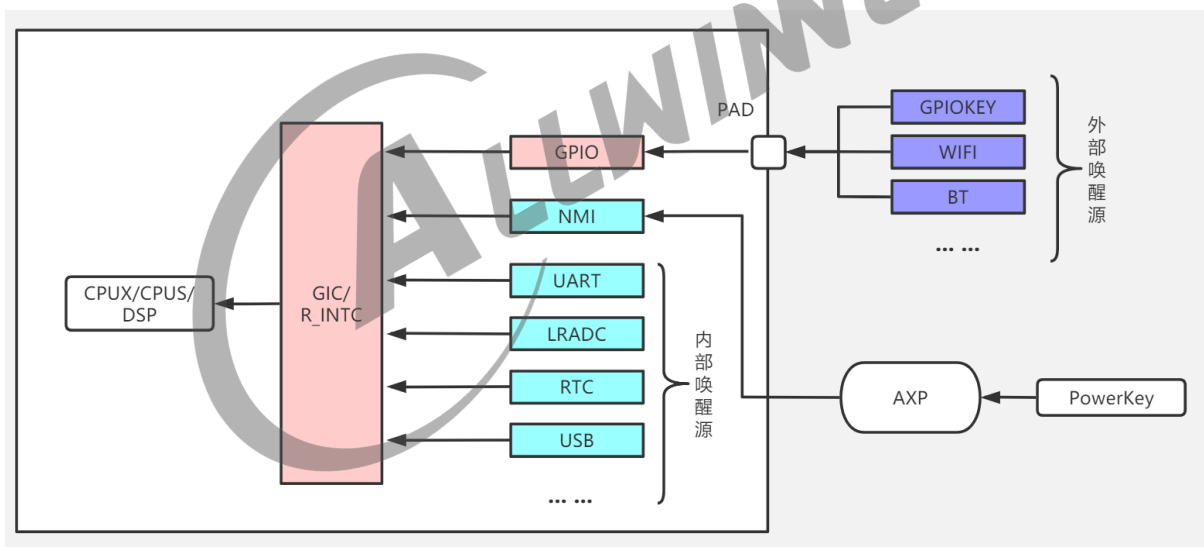 ALLWINNE
PAD
GPIOKEY
WIFI
BT
... ...
外部唤醒源
GPIO
NMI
UART
LRADC
RTC
USB
... ...
内部唤醒源
GIC/
R_INTC
CPUX/CPUS/
DSP
AXP
PowerKey